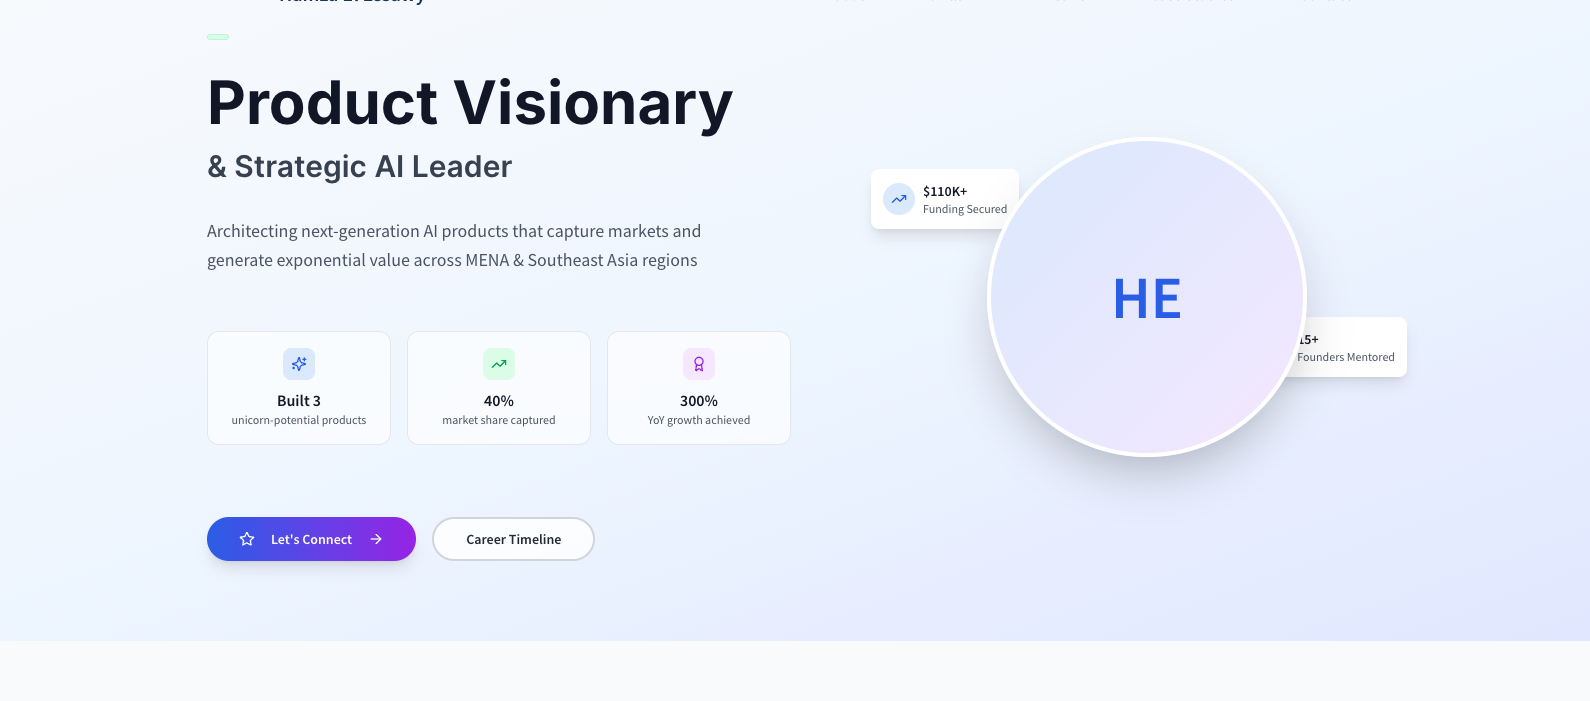 Product Visionary
& Strategic AI Leader
Architecting next-generation AI products that capture markets and
generate exponential value across MENA & Southeast Asia regions
Built 3
unicorn-potential products
40%
market share captured
300%
YoY growth achieved
Let's Connect
Career Timeline
$110K+
Funding Secured
HE
15+
Founders Mentored